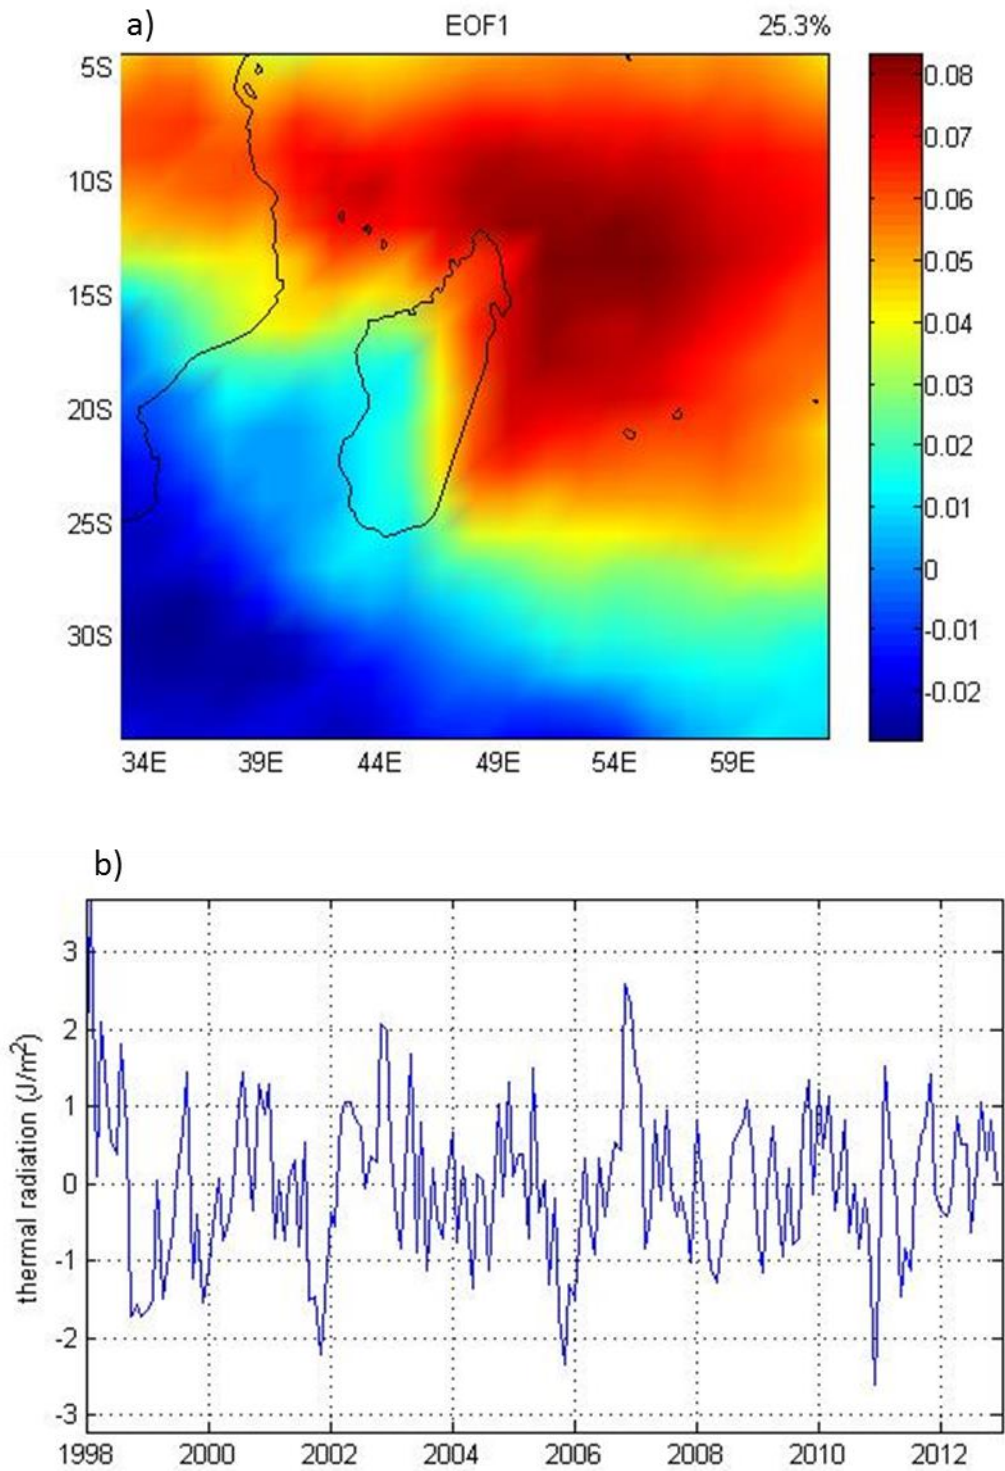 a) EOF1 25.3%
5S
10S
15S
20S
25S
30S
34E 39E 44E 49E 54E 59E
0.08
0.07
0.06
0.05
0.04
0.03
0.02
0.01
0
-0.01
-0.02
b)
thermal radiation (J/m²)
3
2
1
0
-1
-2
-3
1998 2000 2002 2004 2006 2008 2010 2012